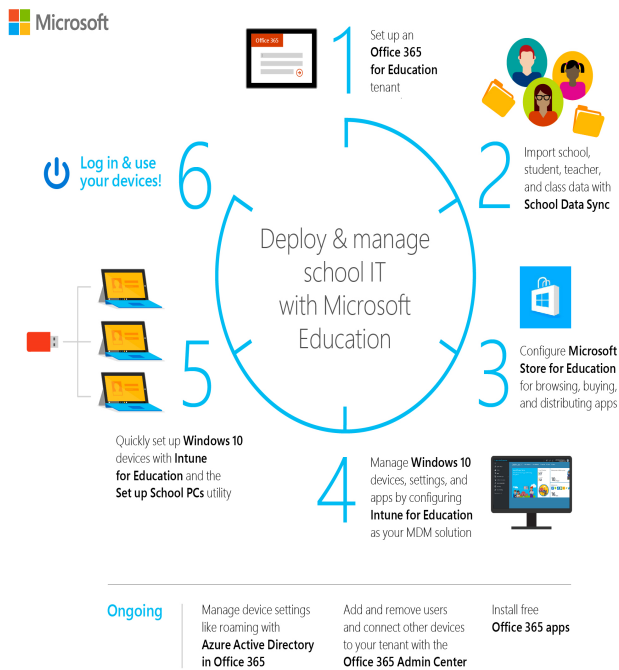 Microsoft
1
Office 365
Set up an
Office 365
for Education
tenant
2
Import school,
student, teacher,
and class data with
School Data Sync
3
Configure Microsoft
Store for Education
for browsing, buying,
and distributing apps
4
Manage Windows 10
devices, settings, and
apps by configuring
Intune for Education
as your MDM solution
5
Quickly set up Windows 10
devices with Intune
for Education and the
Set up School PCs utility
6
Log in & use
your devices!
Deploy & manage
school IT
with Microsoft
Education
Ongoing
Manage device settings
like roaming with
Azure Active Directory
in Office 365
Add and remove users
and connect other devices
to your tenant with the
Office 365 Admin Center
Install free
Office 365 apps